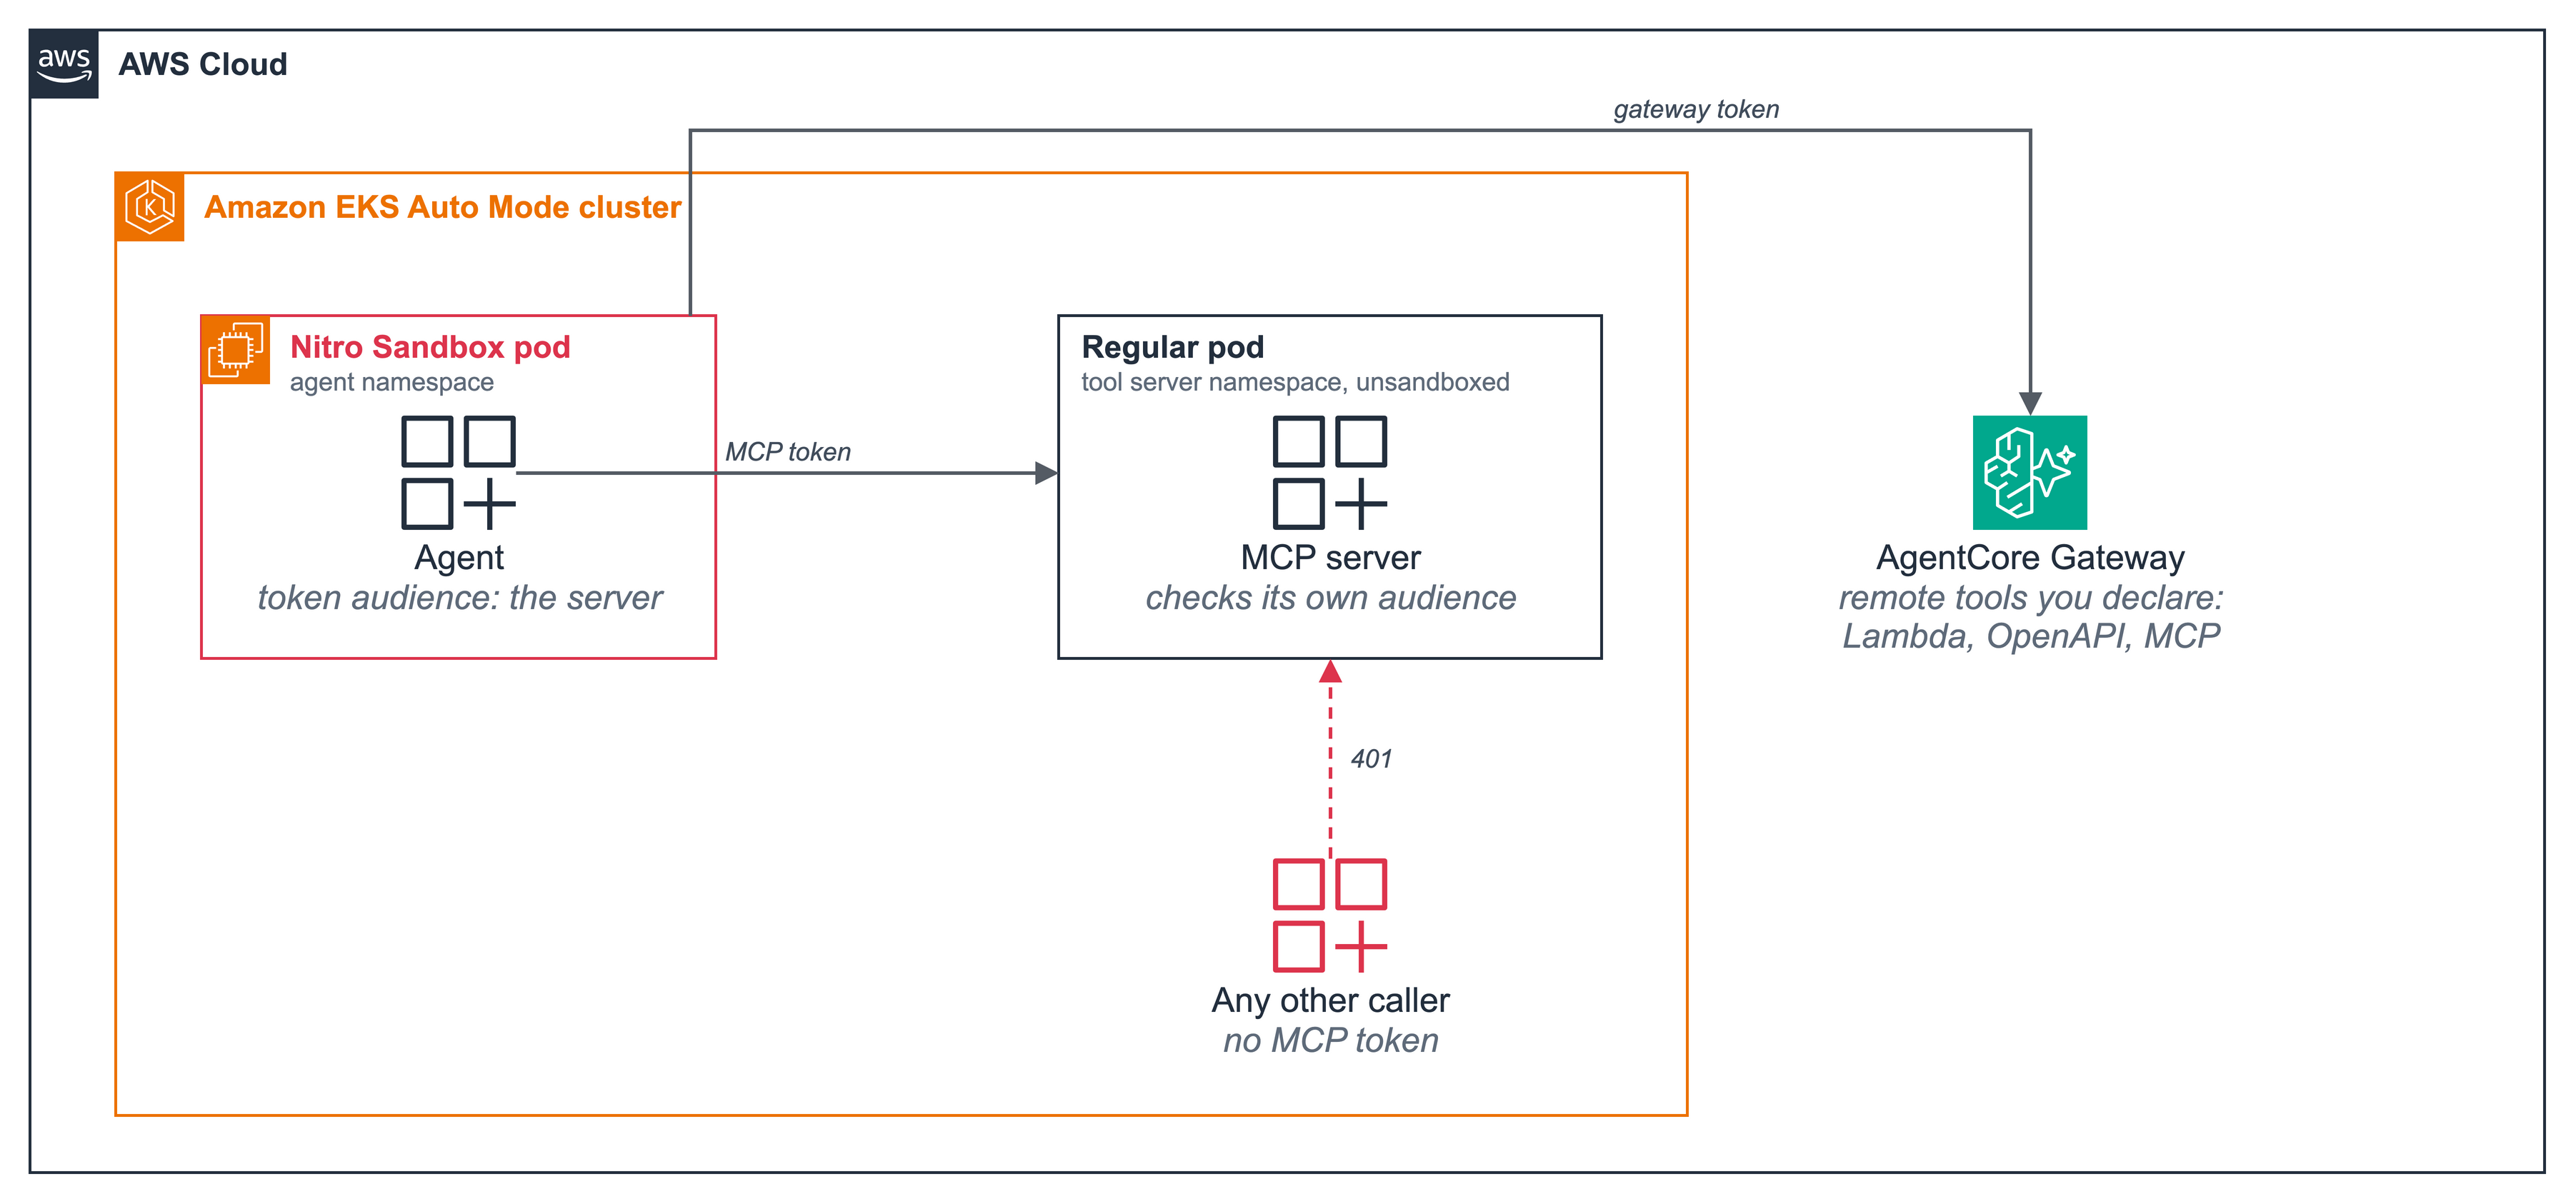 aws
AWS Cloud
gateway token
Amazon EKS Auto Mode cluster
Nitro Sandbox pod
agent namespace
Regular pod
tool server namespace, unsandboxed
MCP token
Agent
token audience: the server
MCP server
checks its own audience
AgentCore Gateway
remote tools you declare:
Lambda, OpenAPI, MCP
401
Any other caller
no MCP token